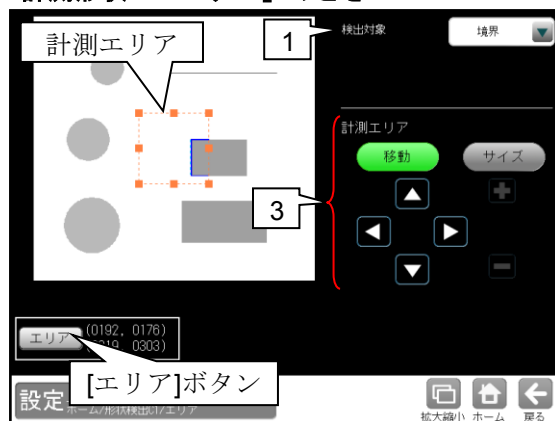 計測エリア
1
検出対象
境界
計測エリア
移動
サイズ
3
エリア
(0192, 0176)
0303)
[エリア]ボタン
設定
ホーム/形状検出C1/エリア
拡大縮小
ホーム
戻る